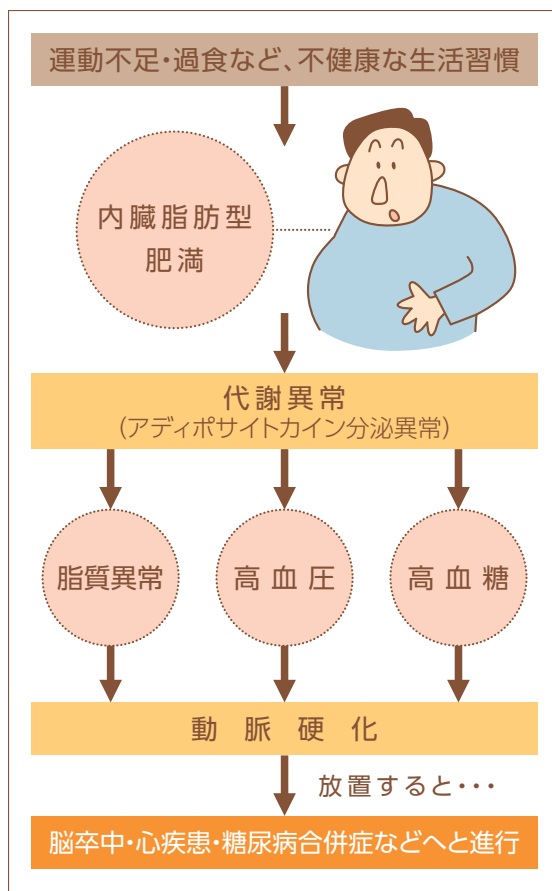 運動不足・過食など、不健康な生活習慣
内臓脂肪型
肥満
代謝異常
(アディポサイトカイン分泌異常)
脂質異常
高血圧
高血糖
動脈硬化
放置すると・・・
脳卒中・心疾患・糖尿病合併症などへと進行